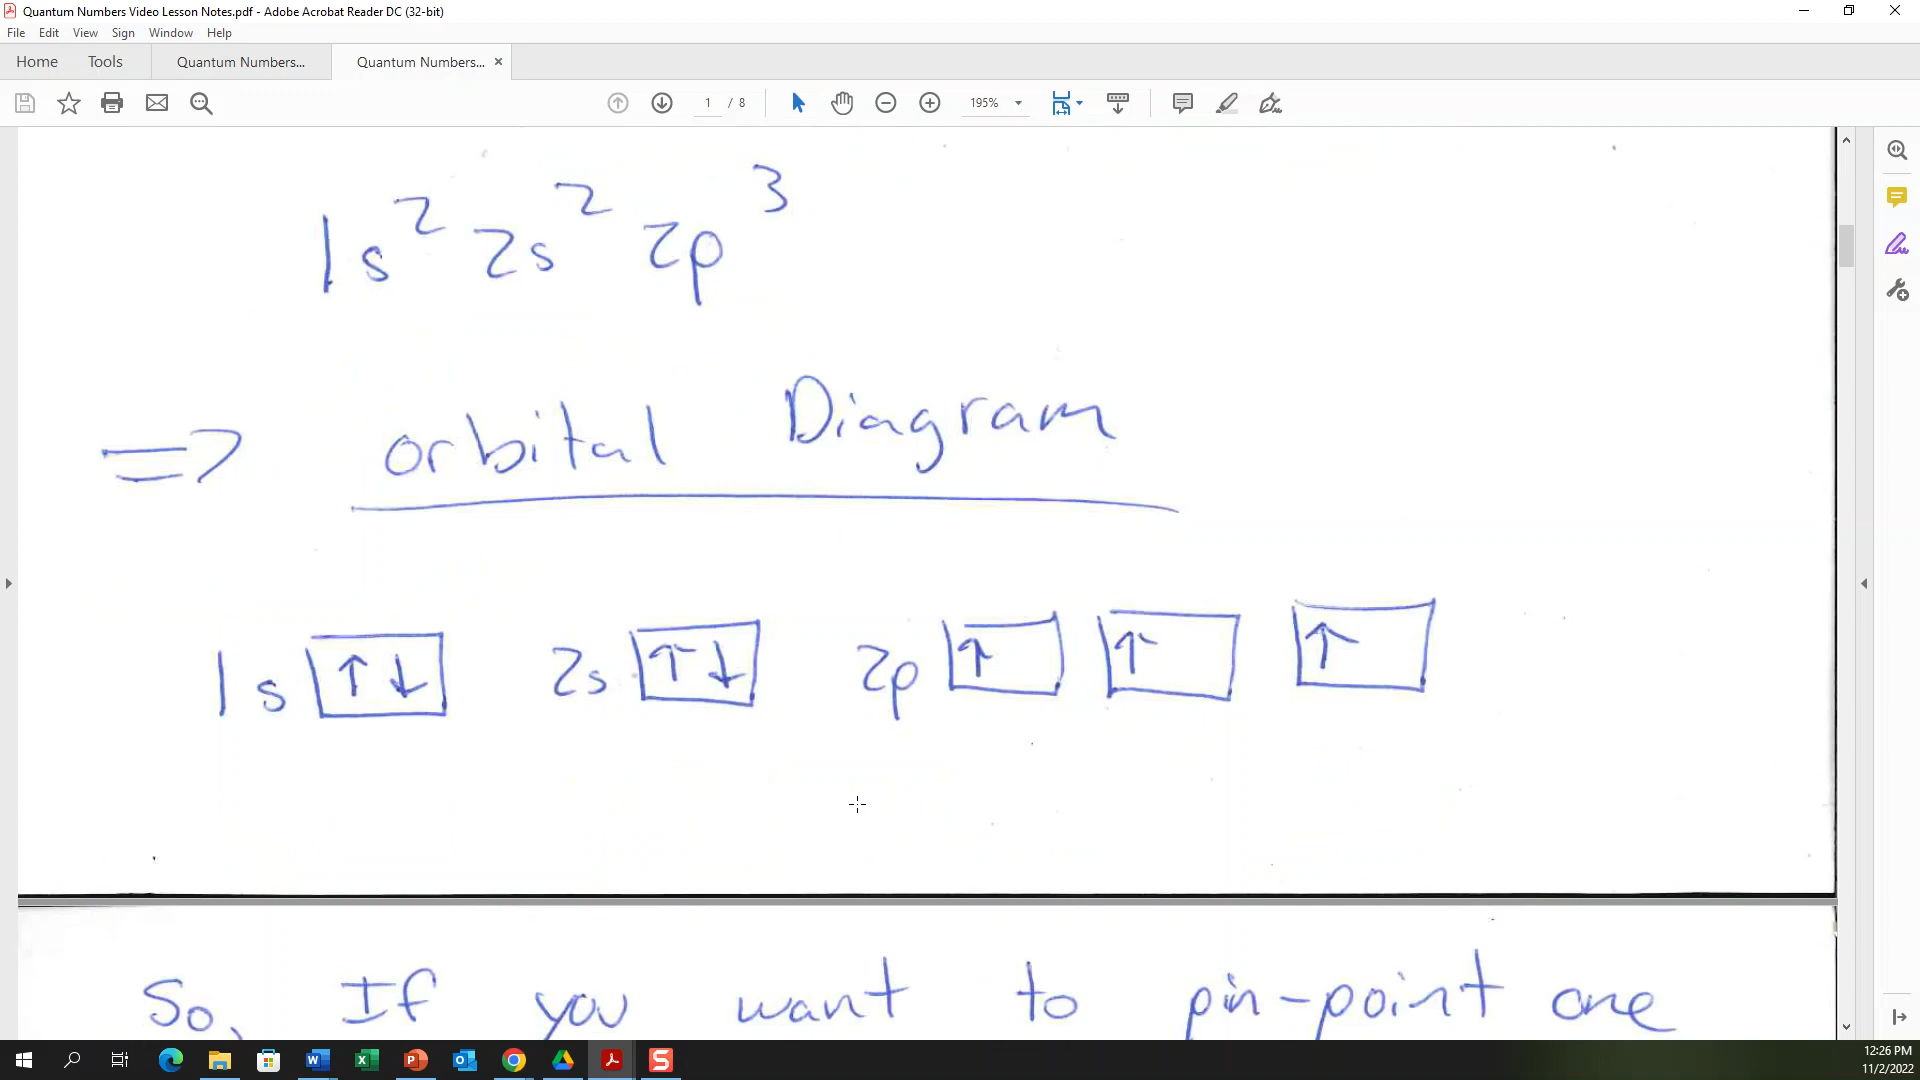 Quantum Numbers Video Lesson Notes.pdf - Adobe Acrobat Reader DC (32-bit)
File Edit View Sign Window Help
Home Tools Quantum Numbers... Quantum Numbers...
1 / 8 195%
1s² 2s² 2p³
=> orbital Diagram
1s ↑↓ 2s ↑↓ 2p ↑ ↑ ↑
So, If you want to pin-point one
12:26 PM
11/2/2022